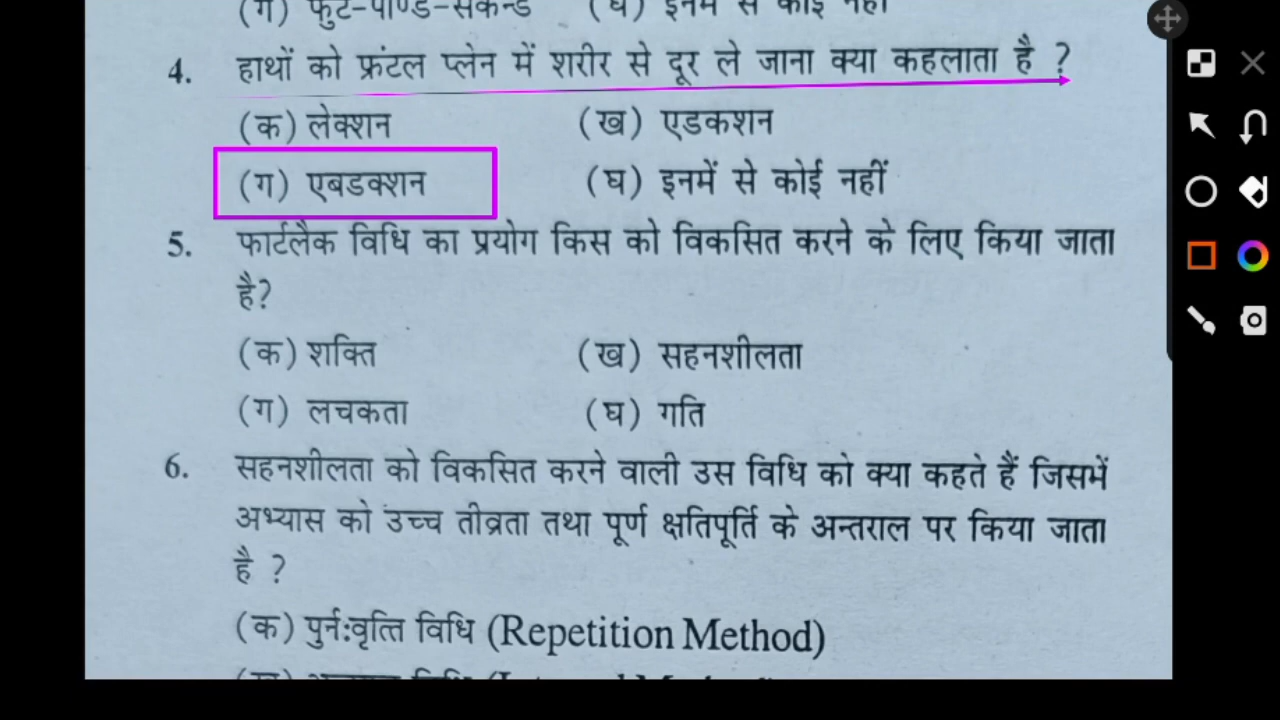 (ग) फुट-पाण्ड-सेकेन्ड (घ) इनमें से कोई नहीं
4. हाथों को फ्रंटल प्लेन में शरीर से दूर ले जाना क्या कहलाता है ?
(क) लेक्शन (ख) एडकशन
(ग) एबडक्शन (घ) इनमें से कोई नहीं
5. फार्टलैक विधि का प्रयोग किस को विकसित करने के लिए किया जाता
है?
(क) शक्ति (ख) सहनशीलता
(ग) लचकता (घ) गति
6. सहनशीलता को विकसित करने वाली उस विधि को क्या कहते हैं जिसमें
अभ्यास को उच्च तीव्रता तथा पूर्ण क्षतिपूर्ति के अन्तराल पर किया जाता
है ?
(क) पुर्न:वृत्ति विधि (Repetition Method)